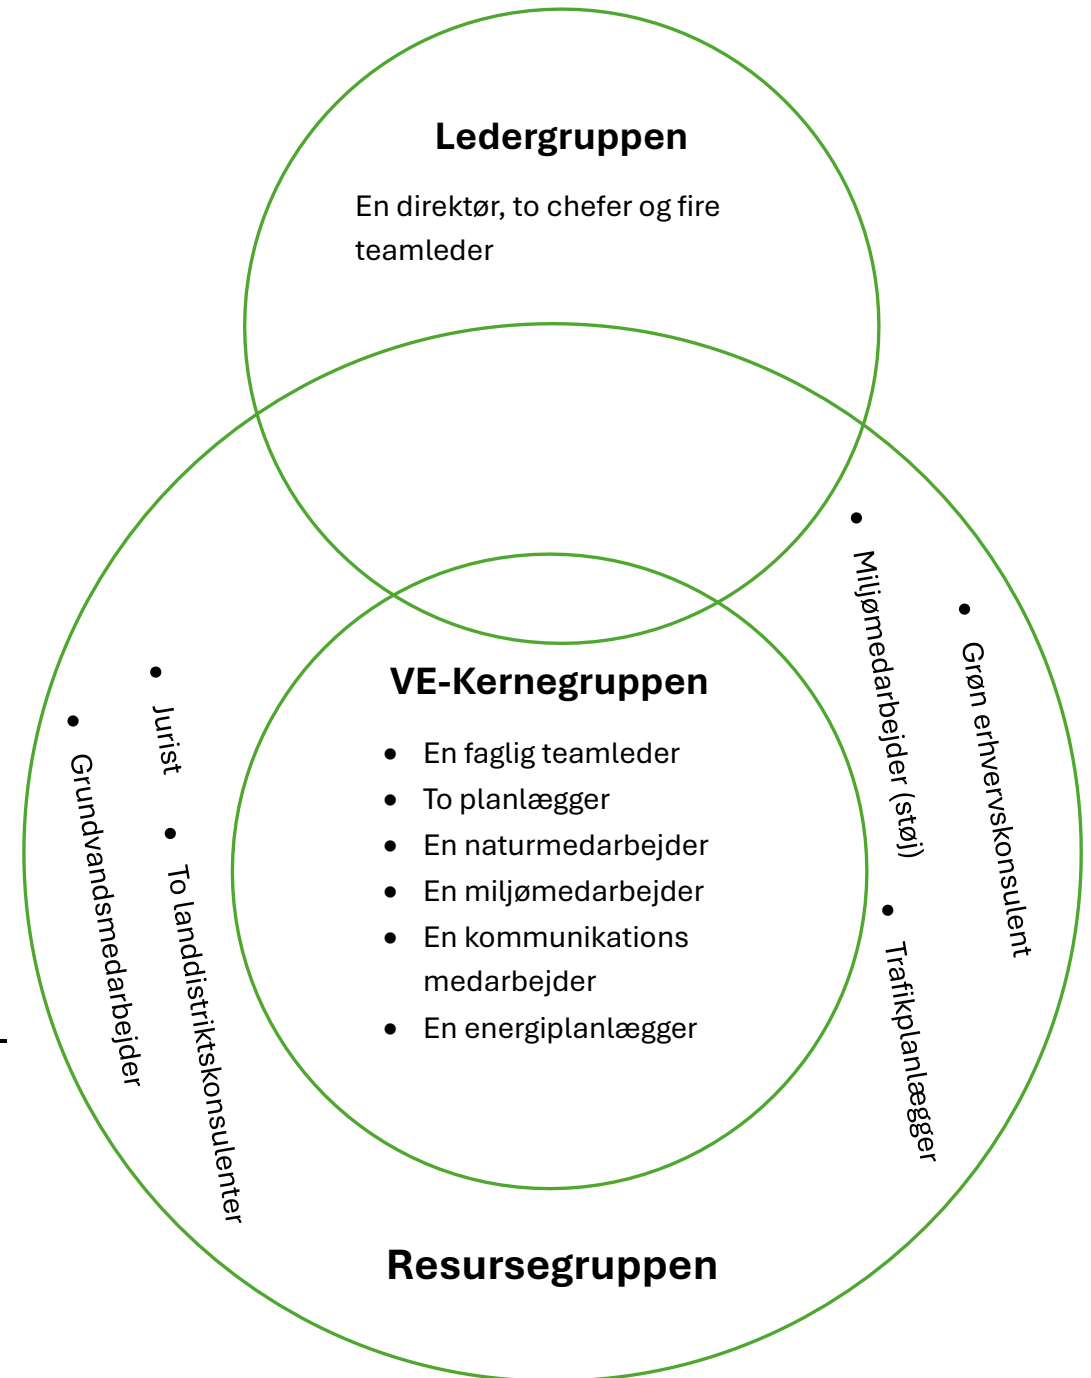 Ledergruppen
En direktør, to chefer og fire
teamleder
VE-Kernegruppen
• En faglig teamleder
• To planlægger
• En naturmedarbejder
• En miljømedarbejder
• En kommunikations
medarbejder
• En energiplanlægger
• Jurist
• Grundvandsmedarbejder
• To landdistriktskonsulenter
• Miljømedarbejder (støj)
• Grøn erhvervskonsulent
• Trafikplanlægger
Resursegruppen